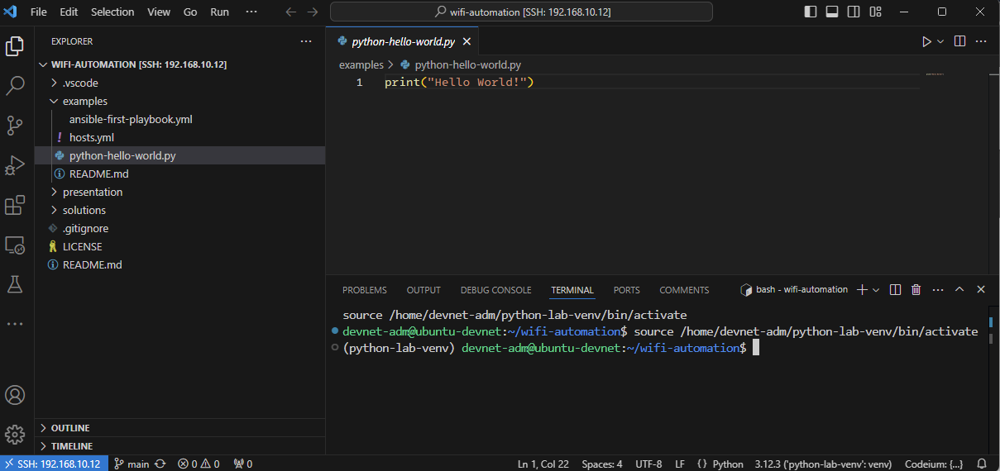 File Edit Selection View Go Run ··· wifi-automation [SSH: 192.168.10.12]
EXPLORER ···
WIFI-AUTOMATION [SSH: 192.168.10.12]
.vscode
examples
ansible-first-playbook.yml
! hosts.yml
python-hello-world.py
README.md
presentation
solutions
.gitignore
LICENSE
README.md
OUTLINE
TIMELINE
python-hello-world.py
examples > python-hello-world.py
1 print("Hello World!")
PROBLEMS OUTPUT DEBUG CONSOLE TERMINAL PORTS COMMENTS bash - wifi-automation
source /home/devnet-adm/python-lab-venv/bin/activate
devnet-adm@ubuntu-devnet:~/wifi-automation$ source /home/devnet-adm/python-lab-venv/bin/activate
(python-lab-venv) devnet-adm@ubuntu-devnet:~/wifi-automation$
SSH: 192.168.10.12 main 0 0 0 Ln 1, Col 22 Spaces: 4 UTF-8 LF {} Python 3.12.3 ('python-lab-venv': venv) Codeium: {...}